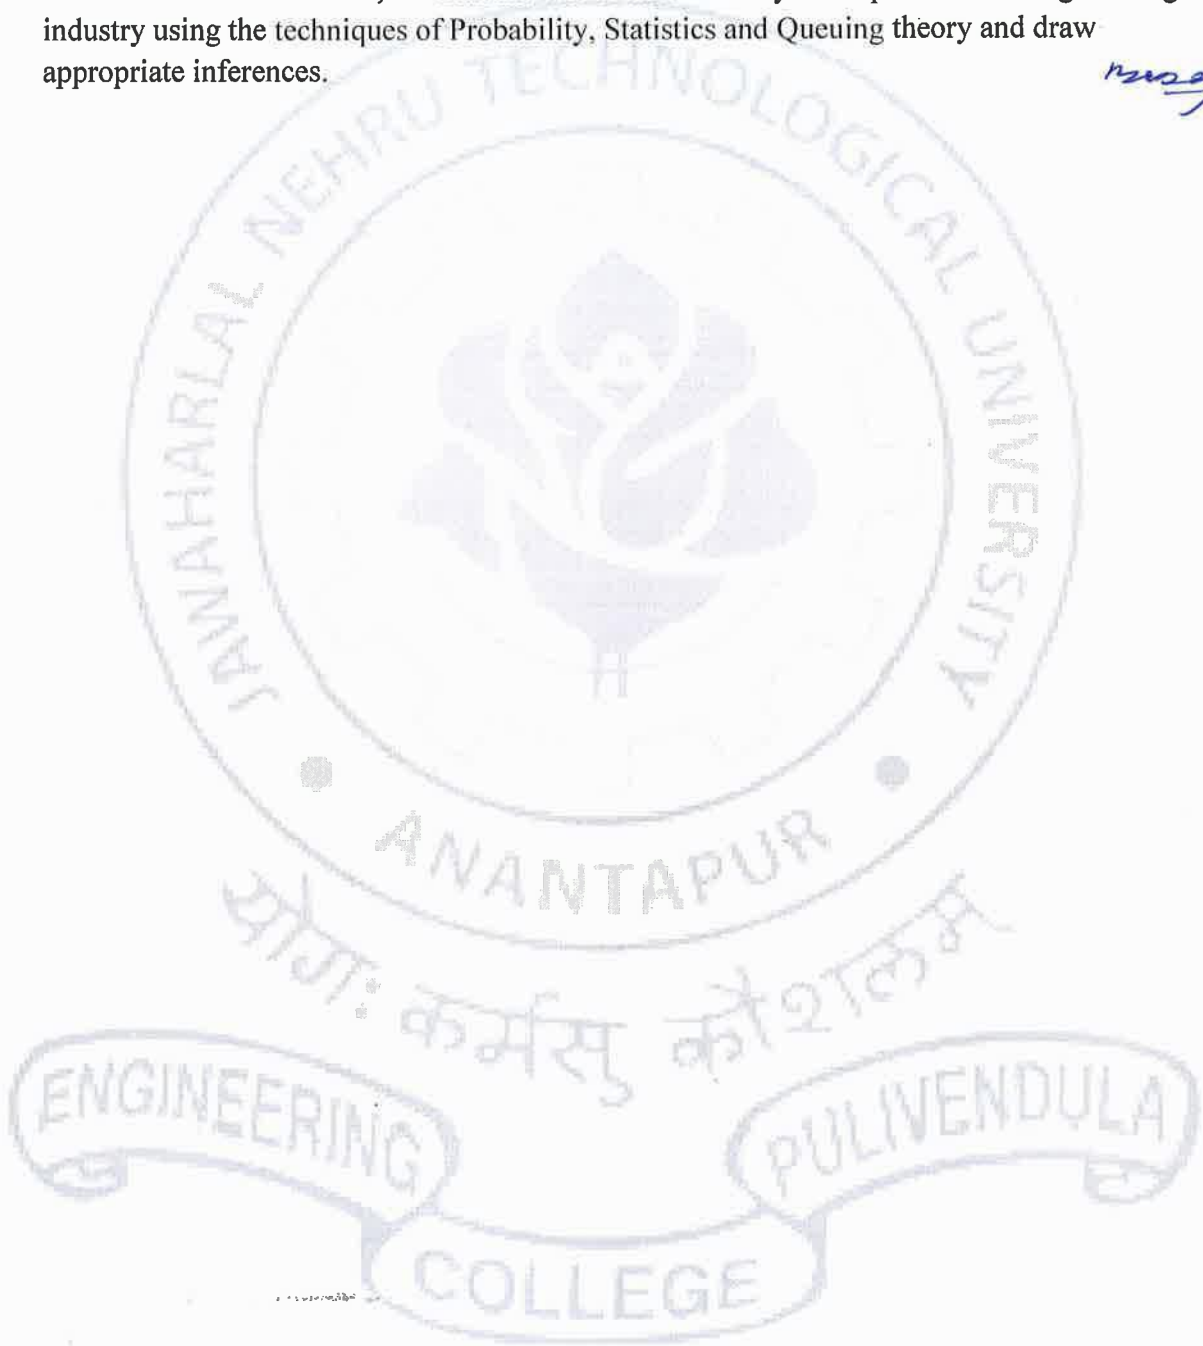 industry using the techniques of Probability, Statistics and Queuing theory and draw
appropriate inferences.
JAWAHARLAL NEHRU TECHNOLOGICAL UNIVERSITY
ANANTAPUR
योगः कर्मसु कौशलम
ENGINEERING
PULIVENDULA
COLLEGE